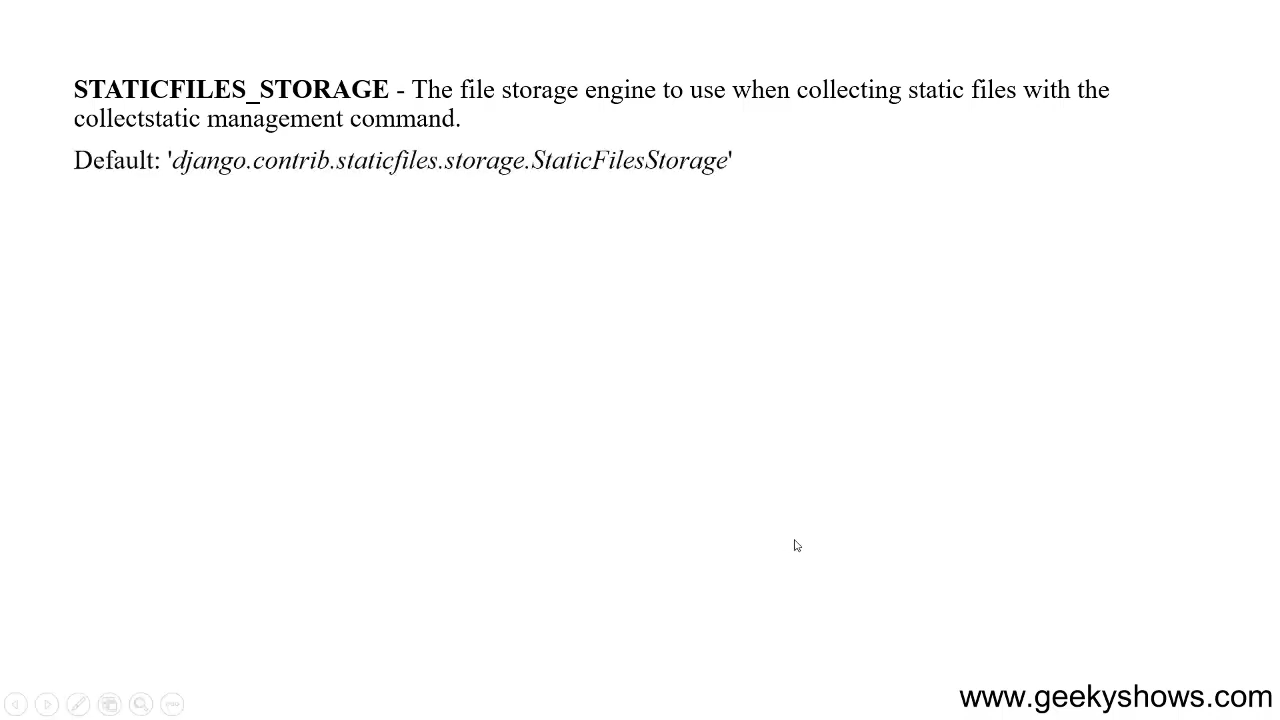 STATICFILES_STORAGE - The file storage engine to use when collecting static files with the
collectstatic management command.
Default: 'django.contrib.staticfiles.storage.StaticFilesStorage'
www.geekyshows.com